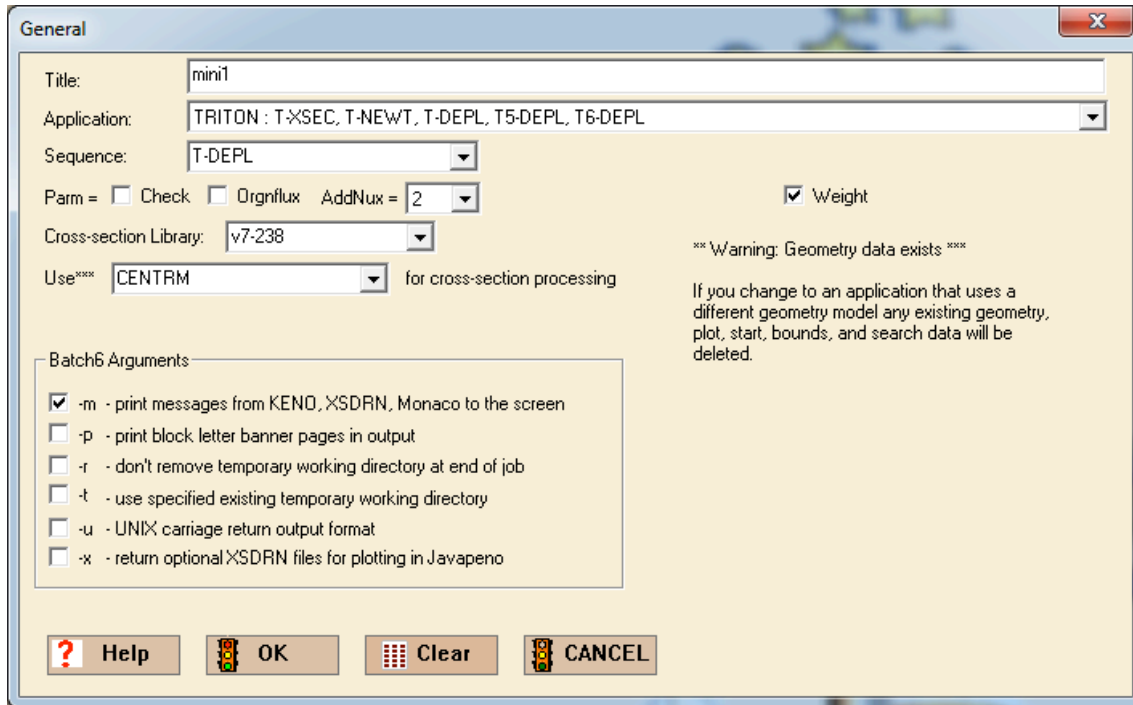 General
Title: mini1
Application: TRITON : T-XSEC, T-NEWT, T-DEPL, T5-DEPL, T6-DEPL
Sequence: T-DEPL
Parm = Check Orgnflux AddNux = 2 Weight
Cross-section Library: v7-238
Use*** CENTRM for cross-section processing
** Warning: Geometry data exists ***
If you change to an application that uses a
different geometry model any existing geometry,
plot, start, bounds, and search data will be
deleted.
Batch6 Arguments
-m - print messages from KENO, XSDRN, Monaco to the screen
-p - print block letter banner pages in output
-r - don't remove temporary working directory at end of job
-t - use specified existing temporary working directory
-u - UNIX carriage return output format
-x - return optional XSDRN files for plotting in Javapeno
? Help OK Clear CANCEL